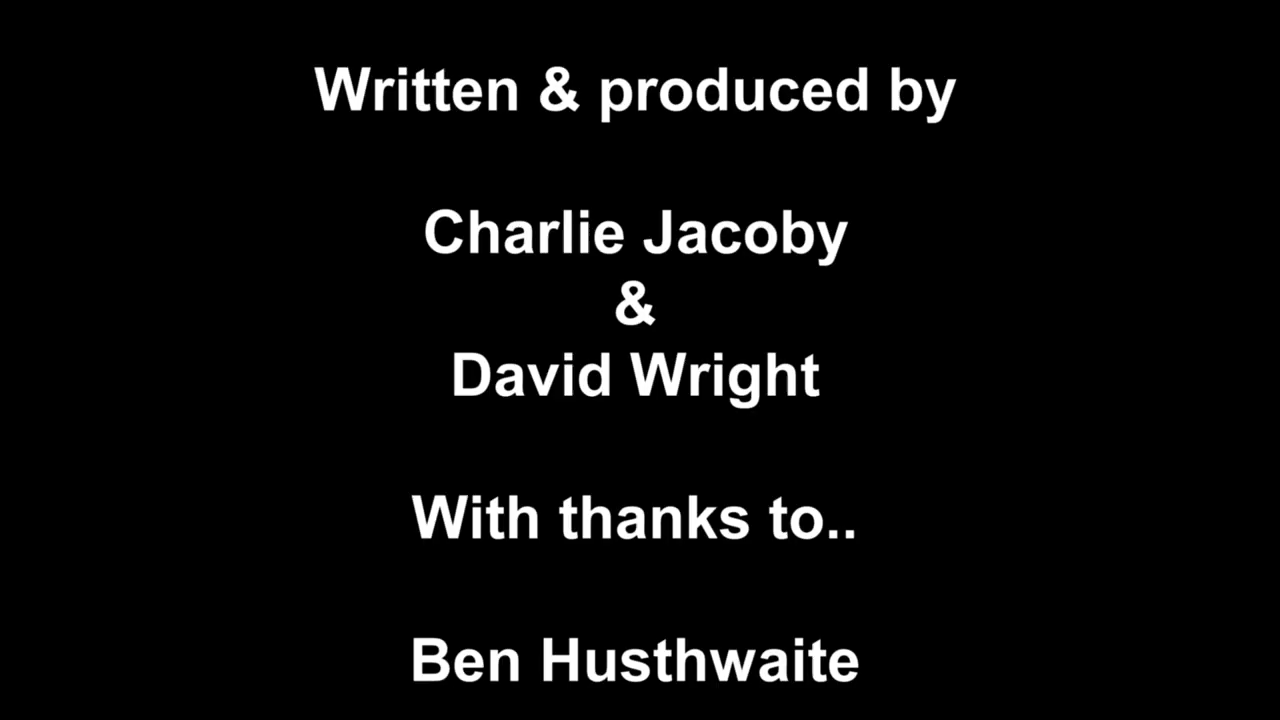 Written & produced by
Charlie Jacoby
&
David Wright
With thanks to..
Ben Husthwaite